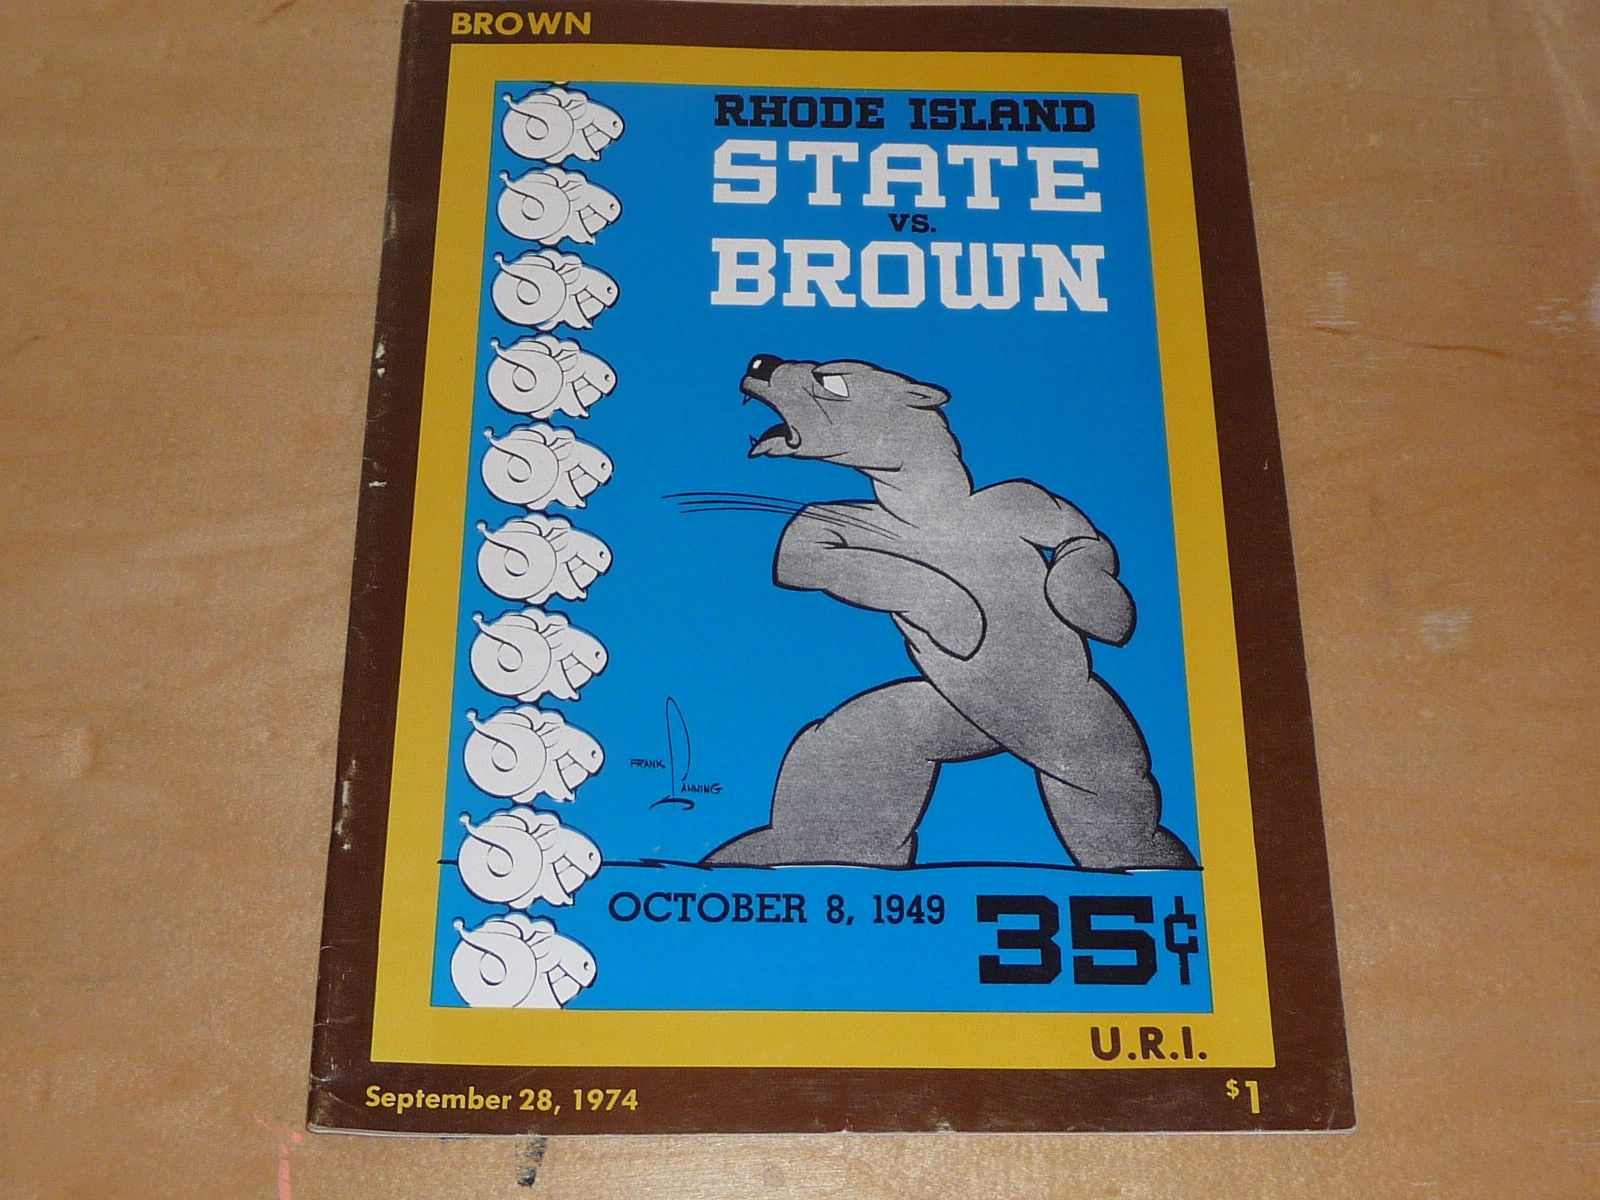 BROWN
RHODE ISLAND
STATE
VS.
BROWN
FRANK LANNING
OCTOBER 8, 1949
35¢
U.R.I.
September 28, 1974
$1